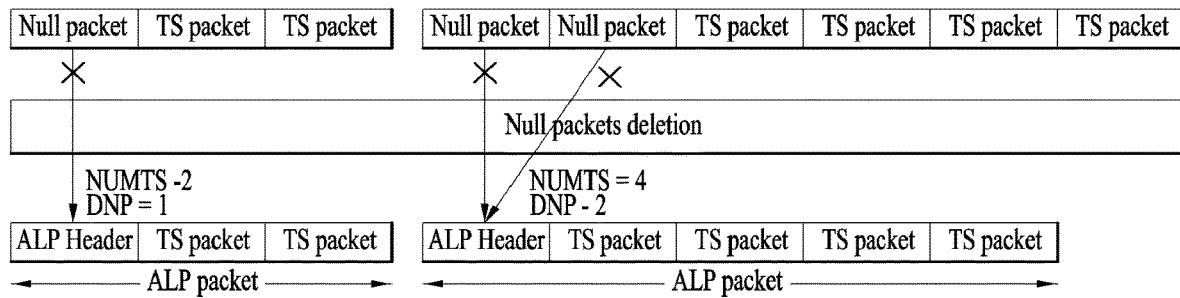 Null packet TS packet TS packet Null packet Null packet TS packet TS packet TS packet TS packet
Null packets deletion
NUMTS -2
DNP = 1
NUMTS = 4
DNP - 2
ALP Header TS packet TS packet ALP Header TS packet TS packet TS packet TS packet
ALP packet ALP packet